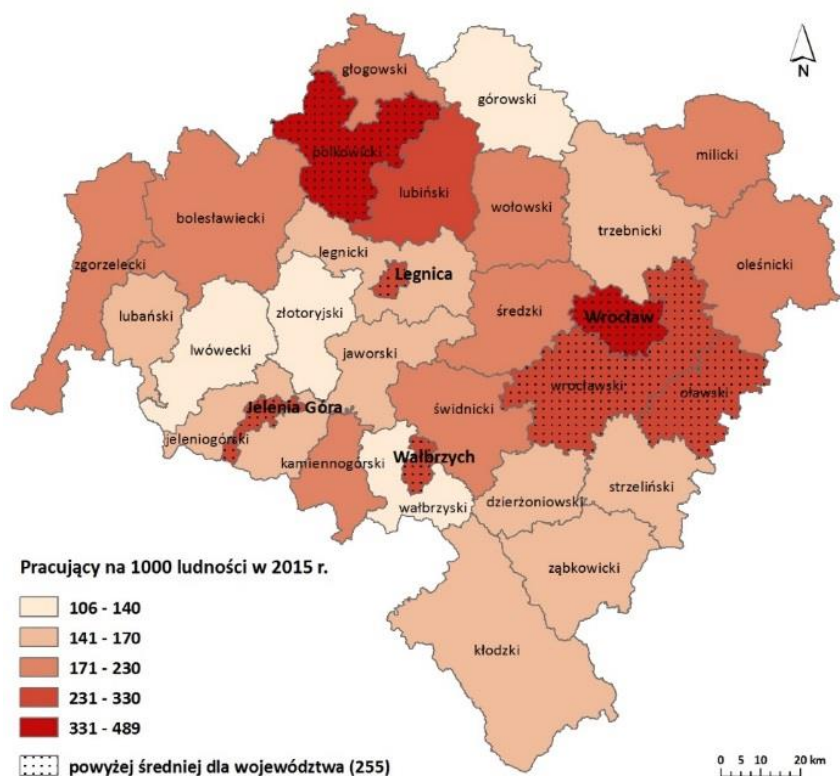 N
głogowski
górowski
polkowicki
milicki
lubiński
wołowski
bolesławiecki
trzebnicki
legnicki
zgorzelecki
oleśnicki
Legnica
lubański
złotoryjski
średzki
Wrocław
lwówecki
jaworski
wrocławski
oławski
Jelenia Góra
świdnicki
jeleniogórski
Wałbrzych
kamiennogórski
strzeliński
dzierżoniowski
wałbrzyski
ząbkowicki
kłodzki
Pracujący na 1000 ludności w 2015 r.
106 - 140
141 - 170
171 - 230
231 - 330
331 - 489
powyżej średniej dla województwa (255)
0 5 10 20 km